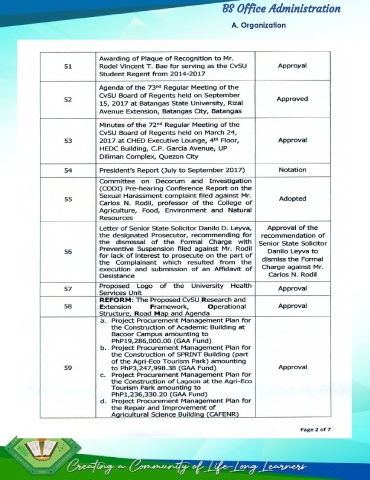 BS Office Administration
A. Organization
51
Awarding of Plaque of Recognition to Mr.
Rodel Vincent T. Bae for serving as the CvSU
Student Regent from 2014-2017
Approval
52
Agenda of the 73rd Regular Meeting of the
CvSU Board of Regents held on September
15, 2017 at Batangas State University, Rizal
Avenue Extension, Batangas City, Batangas
Approved
53
Minutes of the 72nd Regular Meeting of the
CvSU Board of Regents held on March 24,
2017 at CHED Executive Lounge, 4th Floor,
HEDC Building, C.P. Garcia Avenue, UP
Diliman Complex, Quezon City
Approval
54
President's Report (July to September 2017)
Notation
55
Committee on Decorum and Investigation
(CODI) Pre-hearing Conference Report on the
Sexual Harassment complaint filed against Mr.
Carlos N. Rodil, professor of the College of
Agriculture, Food, Environment and Natural
Resources
Adopted
56
Letter of Senior State Solicitor Danilo D. Leyva,
the designated Prosecutor, recommending for
the dismissal of the Formal Charge with
Preventive Suspension filed against Mr. Rodil
for lack of interest to prosecute on the part of
the Complainant which resulted from the
execution and submission of an Affidavit of
Desistance
Approval of the
recommendation of
Senior State Solicitor
Danilo Leyva to
dismiss the Formal
Charge against Mr.
Carlos N. Rodil
57
Proposed Logo of the University Health
Services Unit
Approval
58
REFORM: The Proposed CvSU Research and
Extension Framework, Operational
Structure, Road Map and Agenda
Approval
59
a. Project Procurement Management Plan for
the Construction of Academic Building at
Bacoor Campus amounting to
PhP19,286,000.00 (GAA Fund)
b. Project Procurement Management Plan for
the Construction of SPRINT Building (part
of the Agri-Eco Tourism Park) amounting
to PhP3,247,998.38 (GAA Fund)
c. Project Procurement Management Plan for
the Construction of Lagoon at the Agri-Eco
Tourism Park amounting to
PhP1,236,330.20 (GAA Fund)
d. Project Procurement Management Plan for
the Repair and Improvement of
Agricultural Science Building (CAFENR)
Approval
Page 2 of 7
Creating a Community of Life-Long Learners